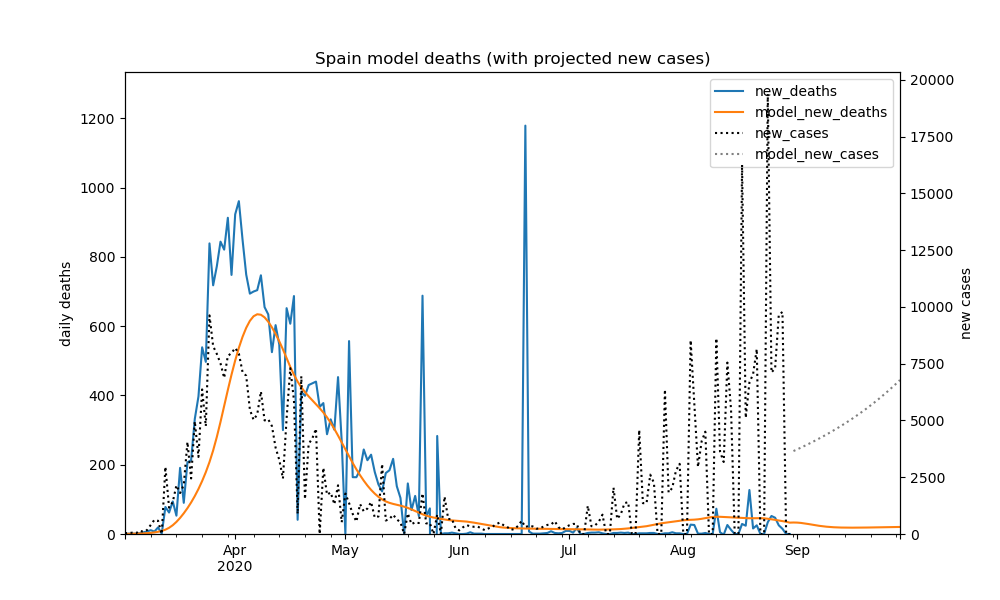 Spain model deaths (with projected new cases)
new_deaths
model_new_deaths
new_cases
model_new_cases
daily deaths
new cases
0
200
400
600
800
1000
1200
0
2500
5000
7500
10000
12500
15000
17500
20000
Apr
2020
May
Jun
Jul
Aug
Sep